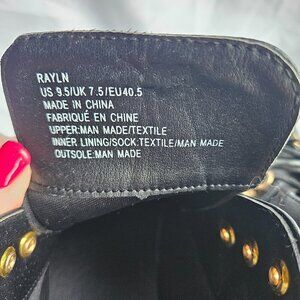 RAYLN
US 9.5/UK 7.5/EU40.5
MADE IN CHINA
FABRIQUÉ EN CHINE
UPPER:MAN MADE/TEXTILE
INNER LINING/SOCK:TEXTILE/MAN MADE
OUTSOLE:MAN MADE